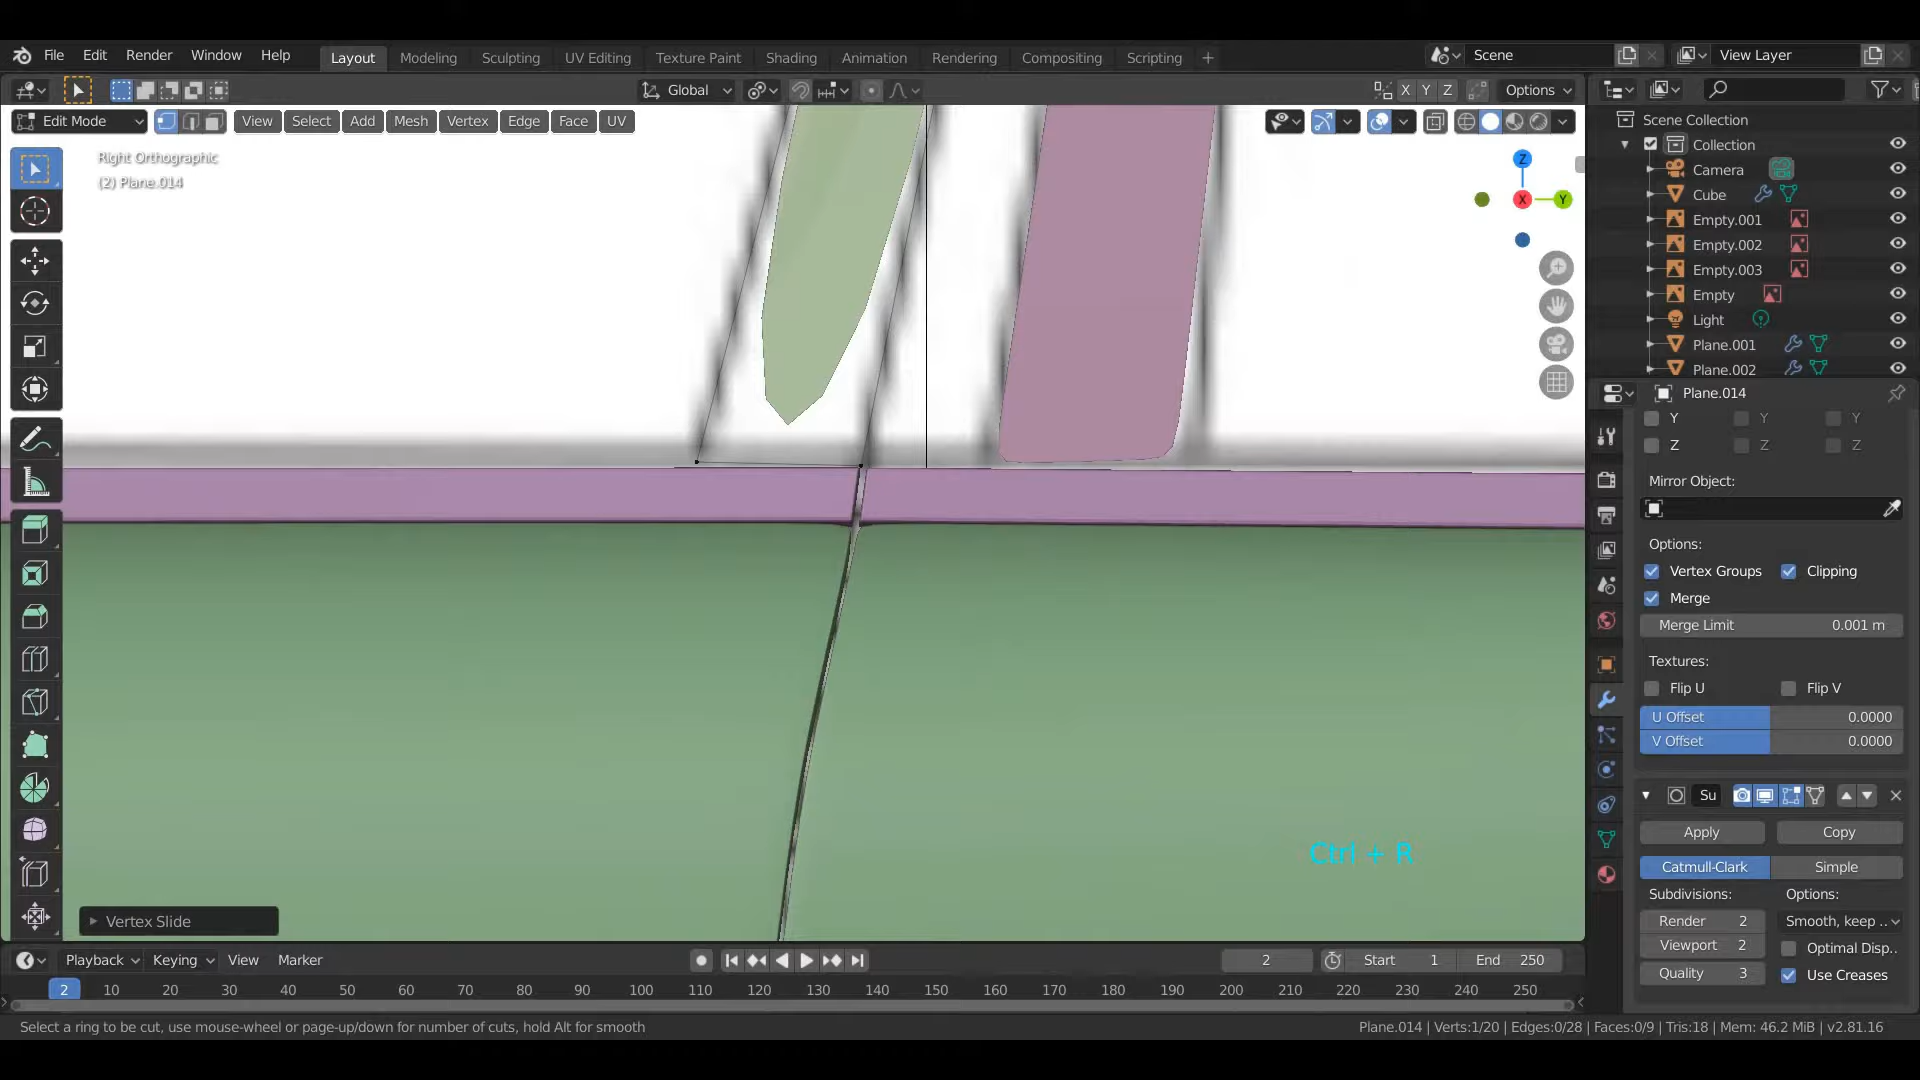 File Edit Render Window Help Layout Modeling Sculpting UV Editing Texture Paint Shading Animation Rendering Compositing Scripting + Scene View Layer
Global X Y Z Options
Edit Mode View Select Add Mesh Vertex Edge Face UV
Right Orthographic
(2) Plane.014
Z
X Y
Scene Collection
Collection
Camera
Cube
Empty.001
Empty.002
Empty.003
Empty
Light
Plane.001
Plane.002
Plane.014
Y Y Y
Z Z Z
Mirror Object:
Options:
Vertex Groups Clipping
Merge
Merge Limit 0.001 m
Textures:
Flip U Flip V
U Offset 0.0000
V Offset 0.0000
Su
Apply Copy
Catmull-Clark Simple
Subdivisions: Options:
Render 2 Smooth, keep ..
Viewport 2 Optimal Disp..
Quality 3 Use Creases
Ctrl + R
Vertex Slide
Playback Keying View Marker 2 Start 1 End 250
2 10 20 30 40 50 60 70 80 90 100 110 120 130 140 150 160 170 180 190 200 210 220 230 240 250
Select a ring to be cut, use mouse-wheel or page-up/down for number of cuts, hold Alt for smooth Plane.014 | Verts:1/20 | Edges:0/28 | Faces:0/9 | Tris:18 | Mem: 46.2 MiB | v2.81.16